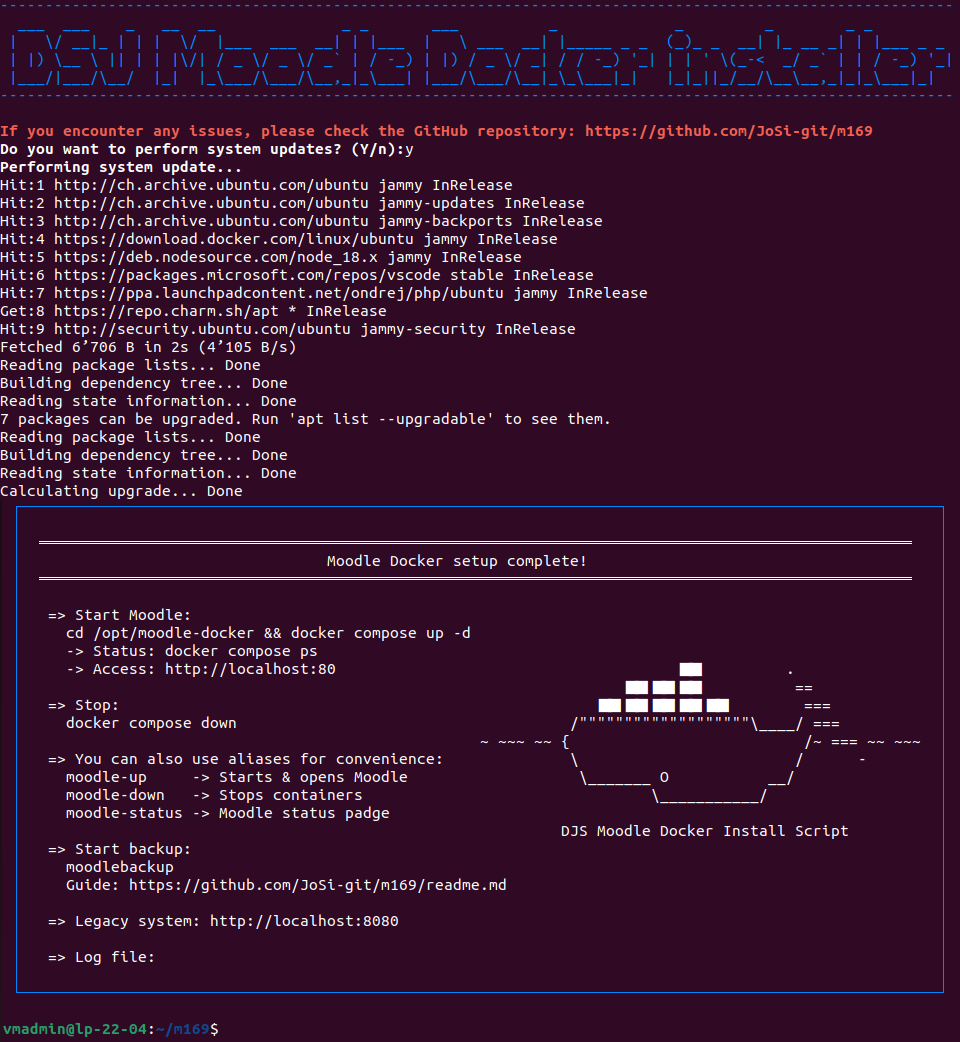 DJS Moodle Docker installer
If you encounter any issues, please check the GitHub repository: https://github.com/JoSi-git/m169
Do you want to perform system updates? (Y/n):y
Performing system update...
Hit:1 http://ch.archive.ubuntu.com/ubuntu jammy InRelease
Hit:2 http://ch.archive.ubuntu.com/ubuntu jammy-updates InRelease
Hit:3 http://ch.archive.ubuntu.com/ubuntu jammy-backports InRelease
Hit:4 https://download.docker.com/linux/ubuntu jammy InRelease
Hit:5 https://deb.nodesource.com/node_18.x jammy InRelease
Hit:6 https://packages.microsoft.com/repos/vscode stable InRelease
Hit:7 https://ppa.launchpadcontent.net/ondrej/php/ubuntu jammy InRelease
Get:8 https://repo.charm.sh/apt * InRelease
Hit:9 http://security.ubuntu.com/ubuntu jammy-security InRelease
Fetched 6’706 B in 2s (4’105 B/s)
Reading package lists... Done
Building dependency tree... Done
Reading state information... Done
7 packages can be upgraded. Run 'apt list --upgradable' to see them.
Reading package lists... Done
Building dependency tree... Done
Reading state information... Done
Calculating upgrade... Done
Moodle Docker setup complete!
=> Start Moodle:
cd /opt/moodle-docker && docker compose up -d
-> Status: docker compose ps
-> Access: http://localhost:80
=> Stop:
docker compose down
=> You can also use aliases for convenience:
moodle-up -> Starts & opens Moodle
moodle-down -> Stops containers
moodle-status -> Moodle status padge
DJS Moodle Docker Install Script
=> Start backup:
moodlebackup
Guide: https://github.com/JoSi-git/m169/readme.md
=> Legacy system: http://localhost:8080
=> Log file:
vmadmin@lp-22-04:~/m169$